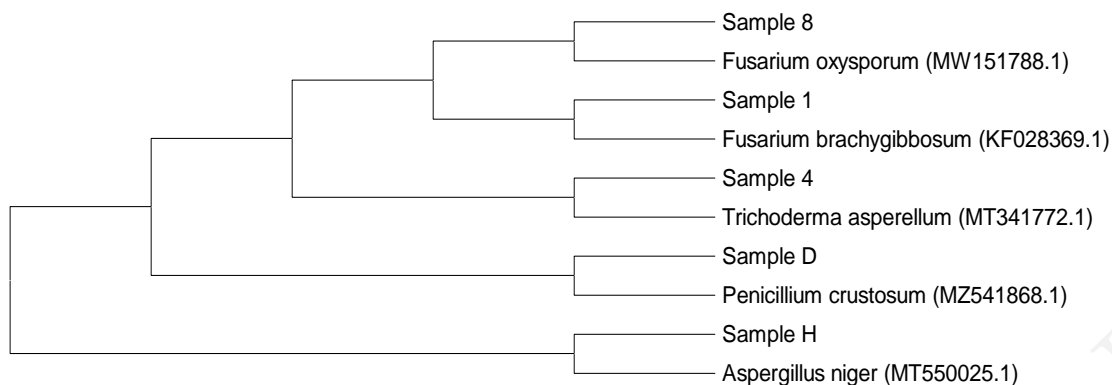 Sample 8
Fusarium oxysporum (MW151788.1)
Sample 1
Fusarium brachygibbosum (KF028369.1)
Sample 4
Trichoderma asperellum (MT341772.1)
Sample D
Penicillium crustosum (MZ541868.1)
Sample H
Aspergillus niger (MT550025.1)